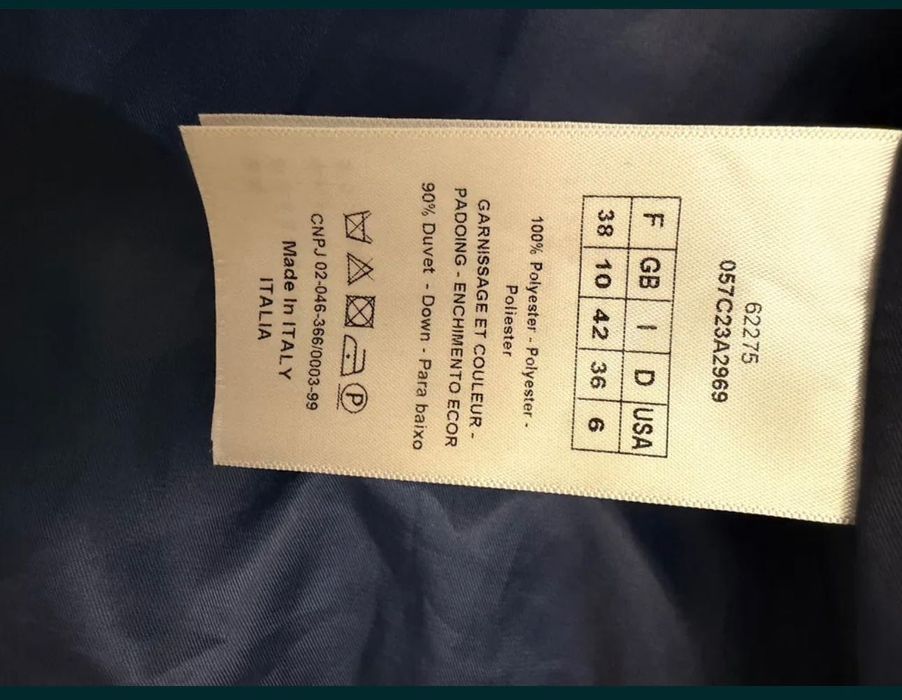 62275
057C23A2969
F GB I D USA
38 10 42 36 6
100% Polyester - Polyester -
Poliester
GARNISSAGE ET COULEUR -
PADOING - ENCHIMENTO ECOR
90% Duvet - Down - Para baixo
P
CNPJ 02-046-366/0003-99
Made In ITALY
ITALIA